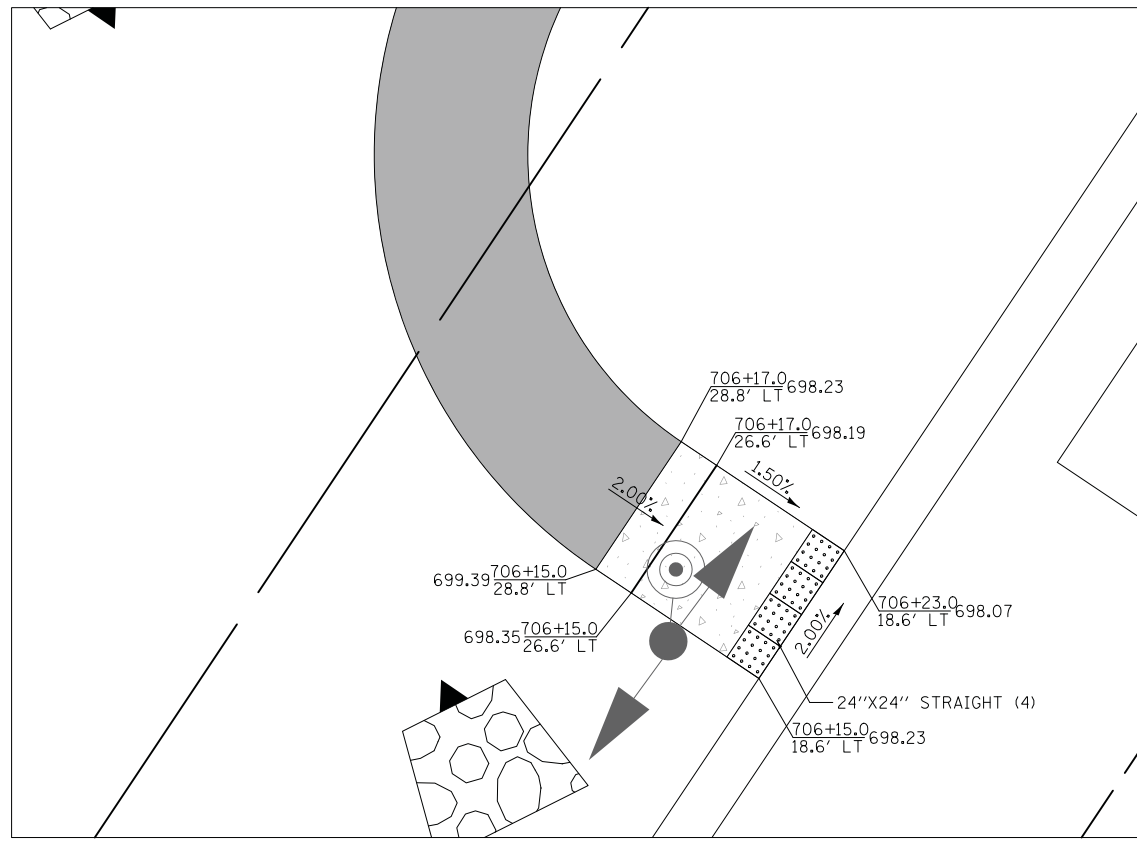 706+17.0 698.23
28.8' LT
706+17.0 698.19
26.6' LT
1.50%
2.00%
699.39 706+15.0
28.8' LT
706+23.0 698.07
18.6' LT
698.35 706+15.0
26.6' LT
2.00%
24''X24'' STRAIGHT (4)
706+15.0 698.23
18.6' LT